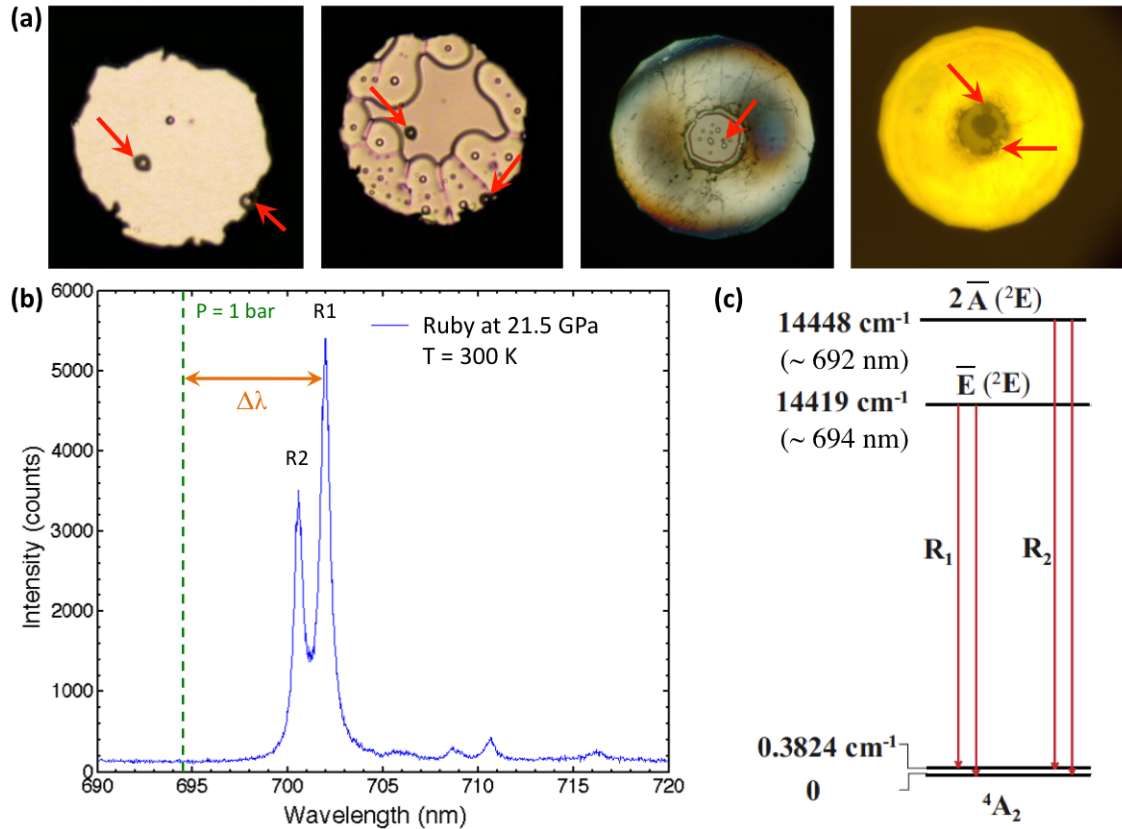 (a)
(b)
6000
5000
4000
3000
2000
1000
0
Intensity (counts)
P = 1 bar
R1
Ruby at 21.5 GPa
T = 300 K
Δλ
R2
690 695 700 705 710 715 720
Wavelength (nm)
(c)
2A̅ (²E)
14448 cm⁻¹
(~ 692 nm)
E̅ (²E)
14419 cm⁻¹
(~ 694 nm)
R₁ R₂
0.3824 cm⁻¹
0
⁴A₂